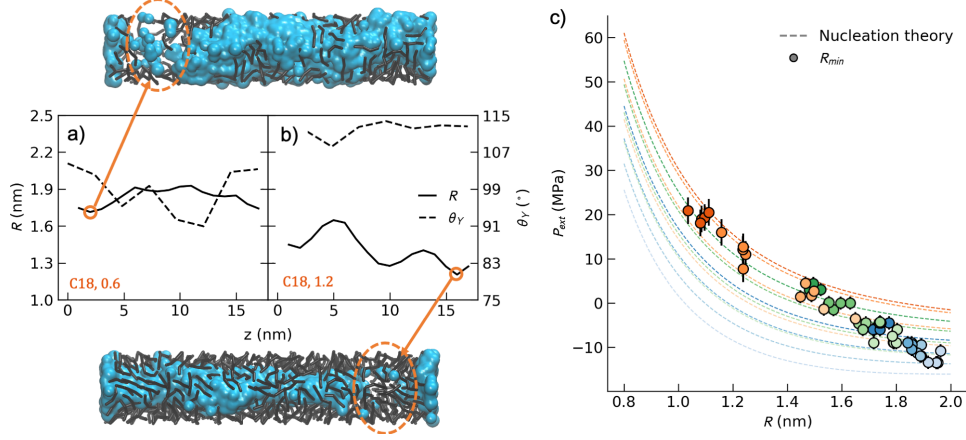 a)
2.5
2.2
1.9
1.6
1.3
1.0
R (nm)
C18, 0.6
0
5
10
15
b)
R
θY
C18, 1.2
0
5
10
15
z (nm)
115
107
99
91
83
75
θY (°)
c)
Nucleation theory
Rmin
60
50
40
30
20
10
0
−10
Pext (MPa)
0.8
1.0
1.2
1.4
1.6
1.8
2.0
R (nm)